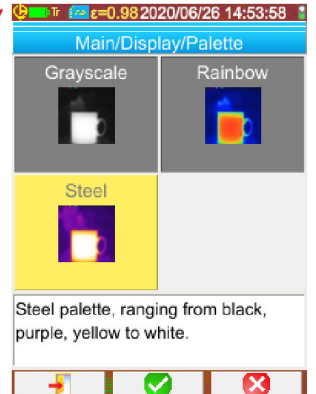 Tr ε=0.98 2020/06/26 14:53:58
Main/Display/Palette
Grayscale Rainbow
Steel
Steel palette, ranging from black,
purple, yellow to white.